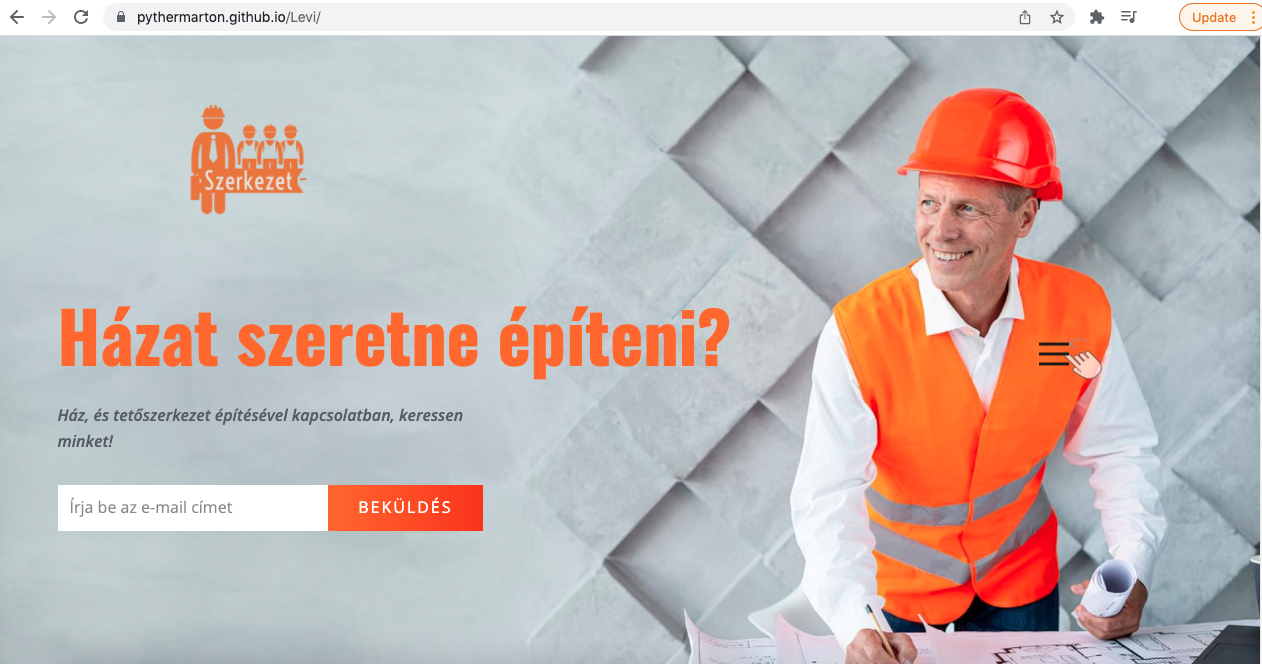 pythermarton.github.io/Levi/
Update
Szerkezet
Házat szeretne építeni?
Ház, és tetőszerkezet építésével kapcsolatban, keressen
minket!
Írja be az e-mail címet
BEKÜLDÉS